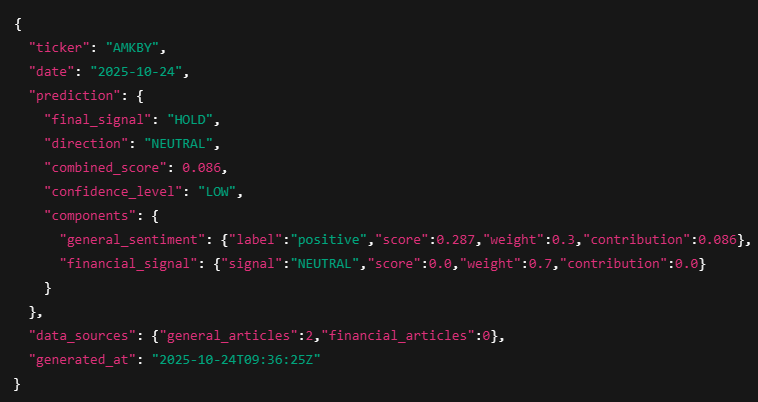 {
  "ticker": "AMKBY",
  "date": "2025-10-24",
  "prediction": {
    "final_signal": "HOLD",
    "direction": "NEUTRAL",
    "combined_score": 0.086,
    "confidence_level": "LOW",
    "components": {
      "general_sentiment": {"label":"positive","score":0.287,"weight":0.3,"contribution":0.086},
      "financial_signal": {"signal":"NEUTRAL","score":0.0,"weight":0.7,"contribution":0.0}
    }
  },
  "data_sources": {"general_articles":2,"financial_articles":0},
  "generated_at": "2025-10-24T09:36:25Z"
}